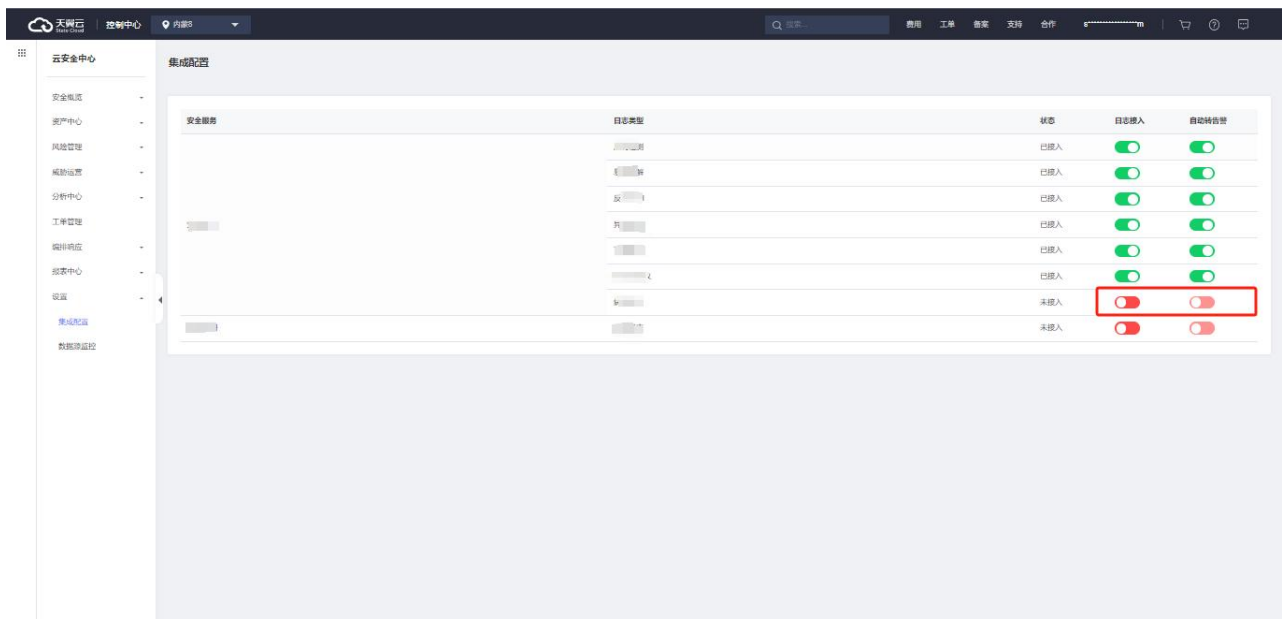 天翼云 State Cloud 控制中心 内蒙5 搜索... 费用 工单 备案 支持 合作 s*****************m
云安全中心
集成配置
安全概览
资产中心
风险管理
威胁运营
分析中心
工单管理
编排响应
报表中心
设置
集成配置
数据源监控
安全服务 日志类型 状态 日志接入 自动转告警
已接入
已接入
已接入
已接入
已接入
已接入
未接入
未接入